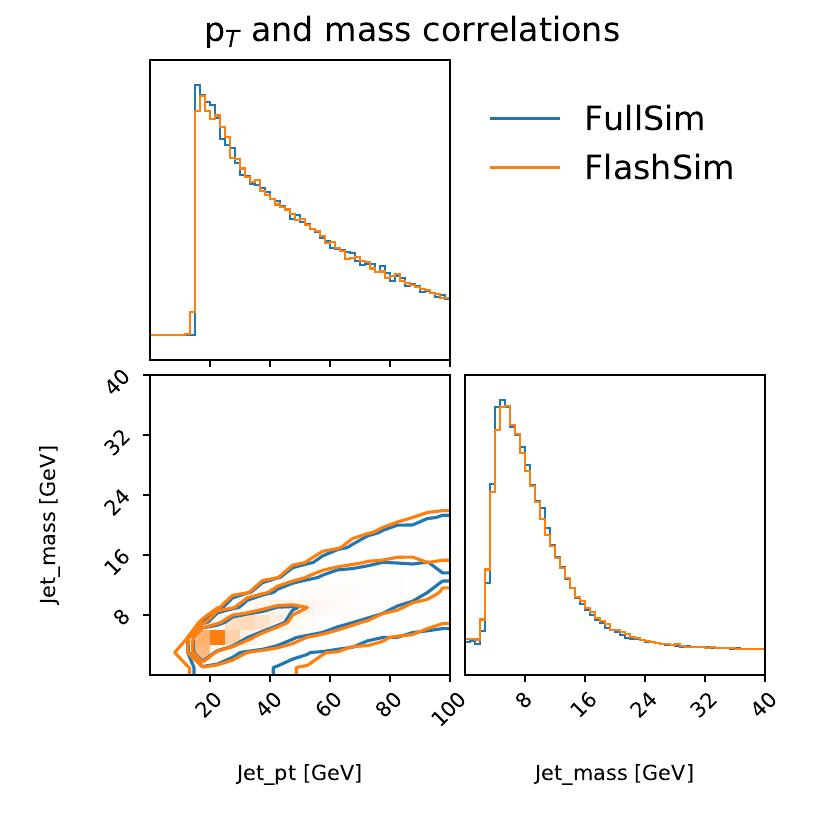 p_T and mass correlations
FullSim
FlashSim
40
32
24
16
8
Jet_mass [GeV]
20
40
60
80
100
8
16
24
32
40
Jet_pt [GeV]
Jet_mass [GeV]